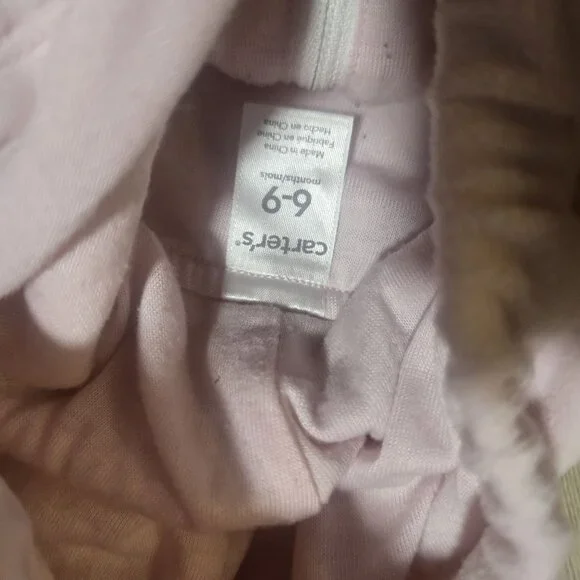 carter's®
6-9
months/mois
Made in China
Fabriqué en Chine
Hecho en China